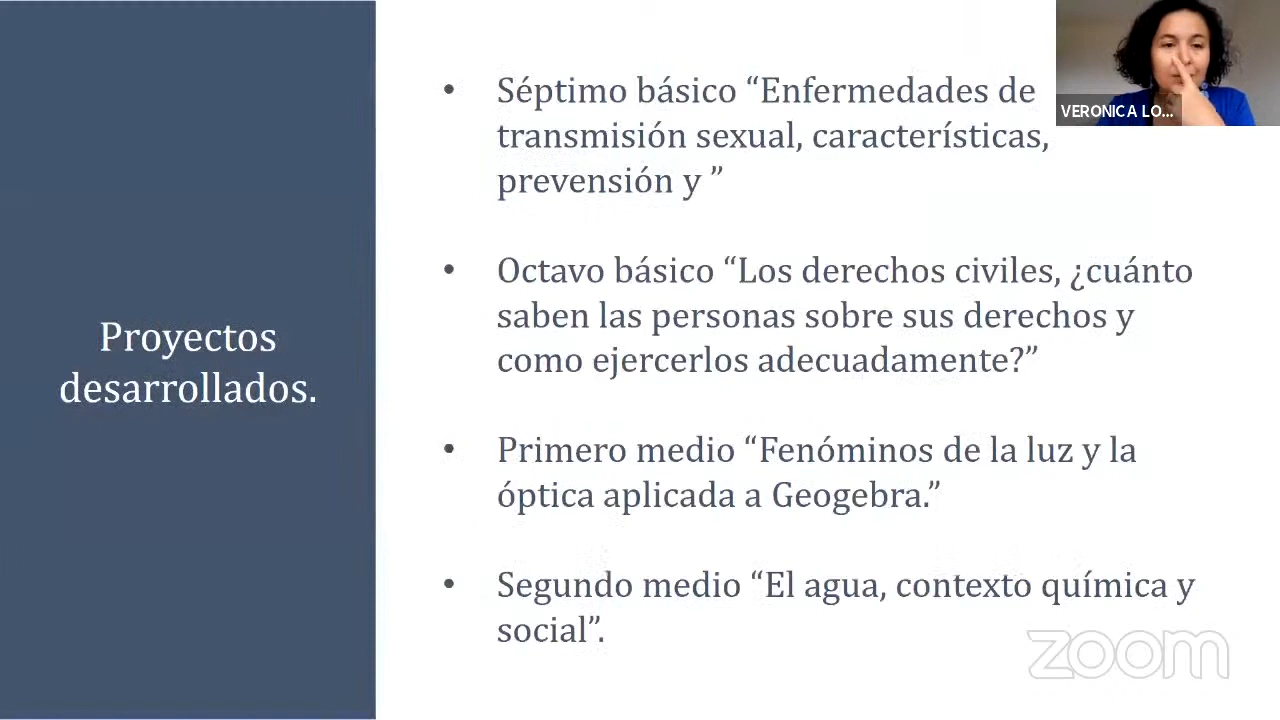 Proyectos
desarrollados.
• Séptimo básico “Enfermedades de
transmisión sexual, características,
prevensión y ”
• Octavo básico “Los derechos civiles, ¿cuánto
saben las personas sobre sus derechos y
como ejercerlos adecuadamente?”
• Primero medio “Fenóminos de la luz y la
óptica aplicada a Geogebra.”
• Segundo medio “El agua, contexto química y
social”.
VERONICA LO...
zoom